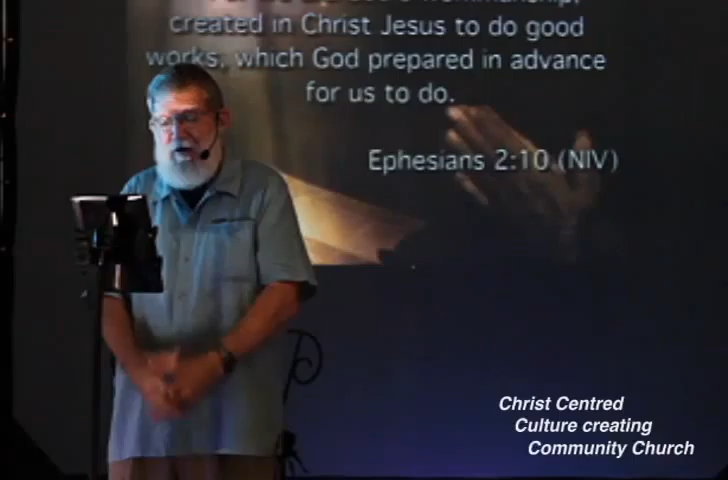 created in Christ Jesus to do good
works, which God prepared in advance
for us to do.
Ephesians 2:10 (NIV)
Christ Centred
Culture creating
Community Church